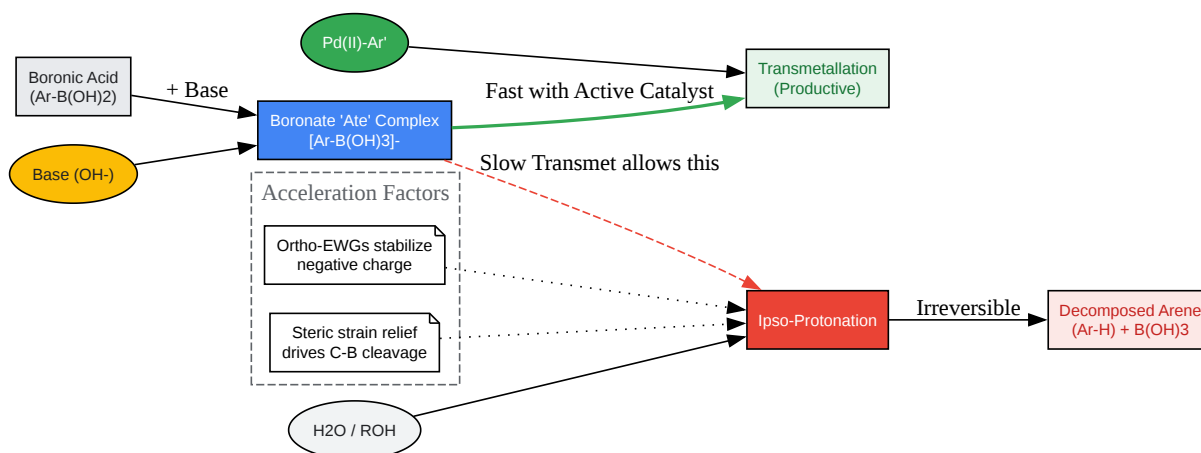 Pd(II)-Ar'
Boronic Acid
(Ar-B(OH)2)
+ Base
Base (OH-)
Boronate 'Ate' Complex
[Ar-B(OH)3]-
Fast with Active Catalyst
Transmetallation
(Productive)
Slow Transmet allows this
Acceleration Factors
Ortho-EWGs stabilize
negative charge
Steric strain relief
drives C-B cleavage
H2O / ROH
Ipso-Protonation
Irreversible
Decomposed Arene
(Ar-H) + B(OH)3